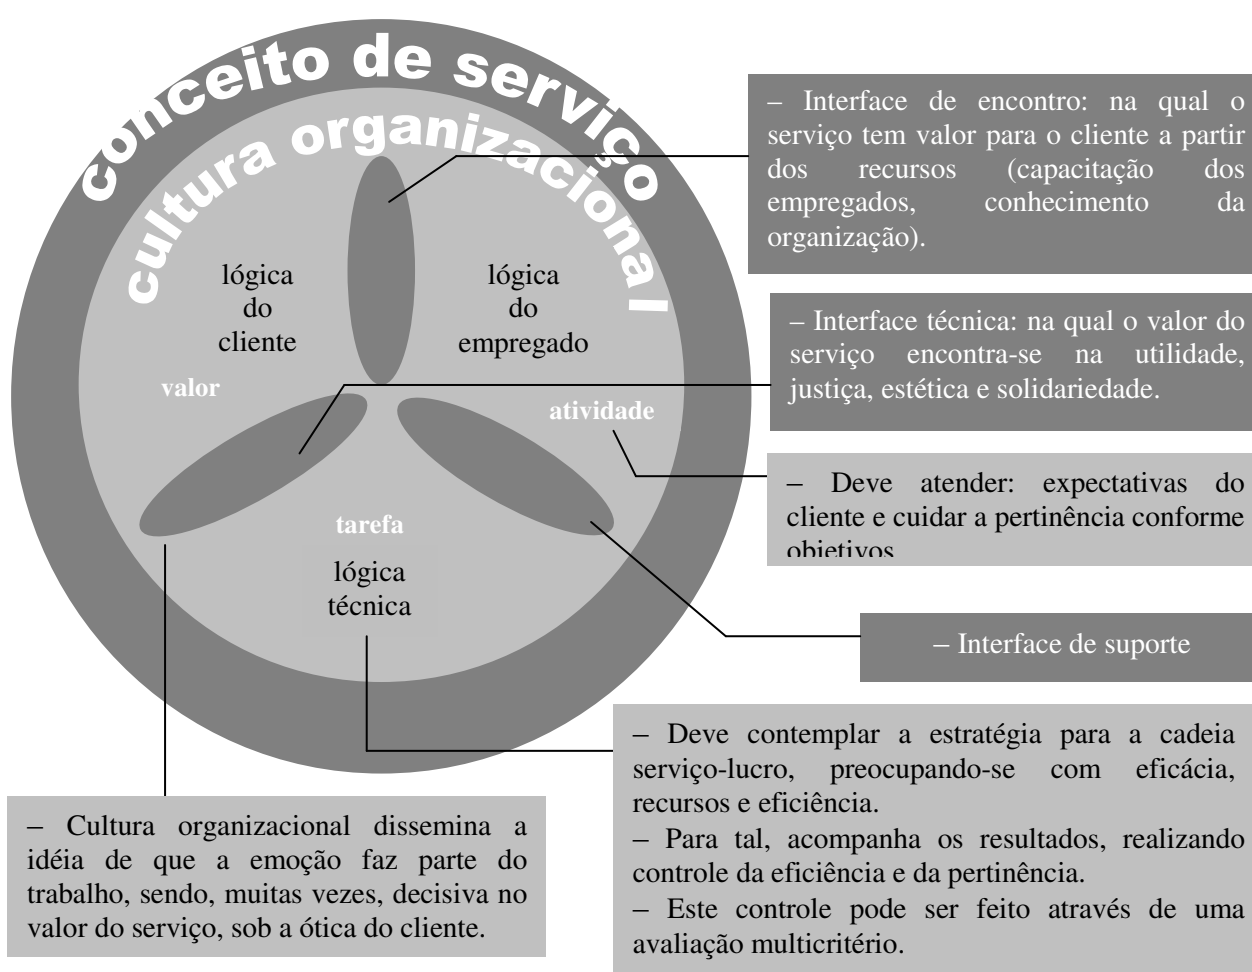 conceito de serviço
cultura organizacional
lógica
do
cliente
lógica
do
empregado
valor
atividade
tarefa
lógica
técnica
– Interface de encontro: na qual o
serviço tem valor para o cliente a partir
dos recursos (capacitação dos
empregados, conhecimento da
organização).
– Interface técnica: na qual o valor do
serviço encontra-se na utilidade,
justiça, estética e solidariedade.
– Deve atender: expectativas do
cliente e cuidar a pertinência conforme
objetivos
– Interface de suporte
– Deve contemplar a estratégia para a cadeia
serviço-lucro, preocupando-se com eficácia,
recursos e eficiência.
– Para tal, acompanha os resultados, realizando
controle da eficiência e da pertinência.
– Este controle pode ser feito através de uma
avaliação multicritério.
– Cultura organizacional dissemina a
idéia de que a emoção faz parte do
trabalho, sendo, muitas vezes, decisiva no
valor do serviço, sob a ótica do cliente.